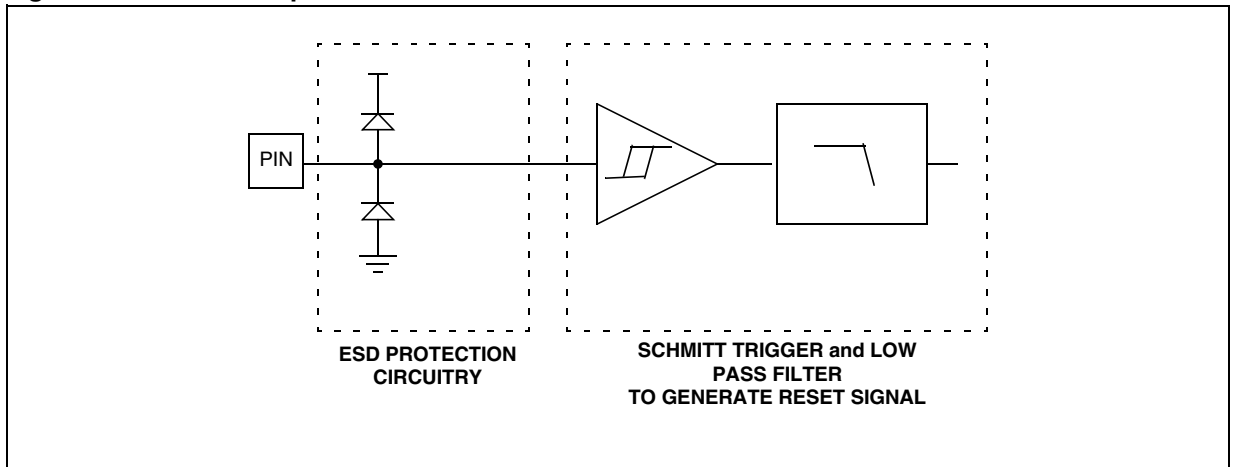 PIN
ESD PROTECTION
CIRCUITRY
SCHMITT TRIGGER and LOW
PASS FILTER
TO GENERATE RESET SIGNAL